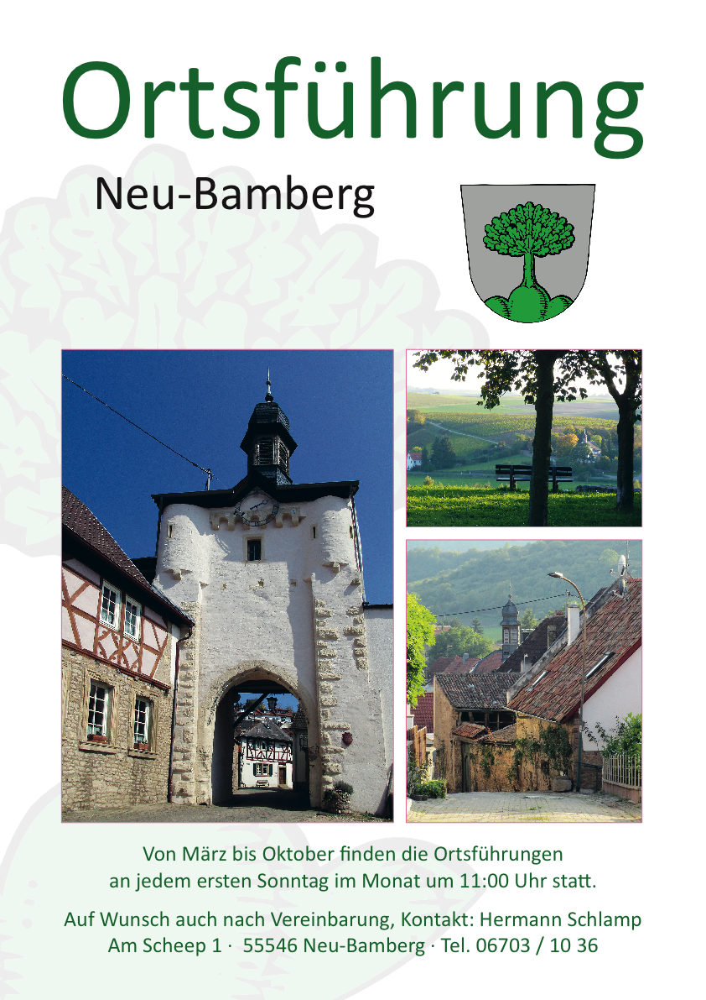 Ortsführung
Neu-Bamberg
Von März bis Oktober finden die Ortsführungen
an jedem ersten Sonntag im Monat um 11:00 Uhr statt.
Auf Wunsch auch nach Vereinbarung, Kontakt: Hermann Schlamp
Am Scheep 1 · 55546 Neu-Bamberg · Tel. 06703 / 10 36